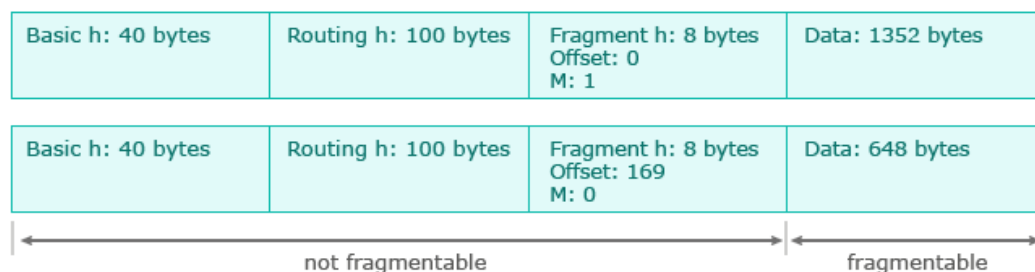 Basic h: 40 bytes
Routing h: 100 bytes
Fragment h: 8 bytes
Offset: 0
M: 1
Data: 1352 bytes
Basic h: 40 bytes
Routing h: 100 bytes
Fragment h: 8 bytes
Offset: 169
M: 0
Data: 648 bytes
not fragmentable
fragmentable